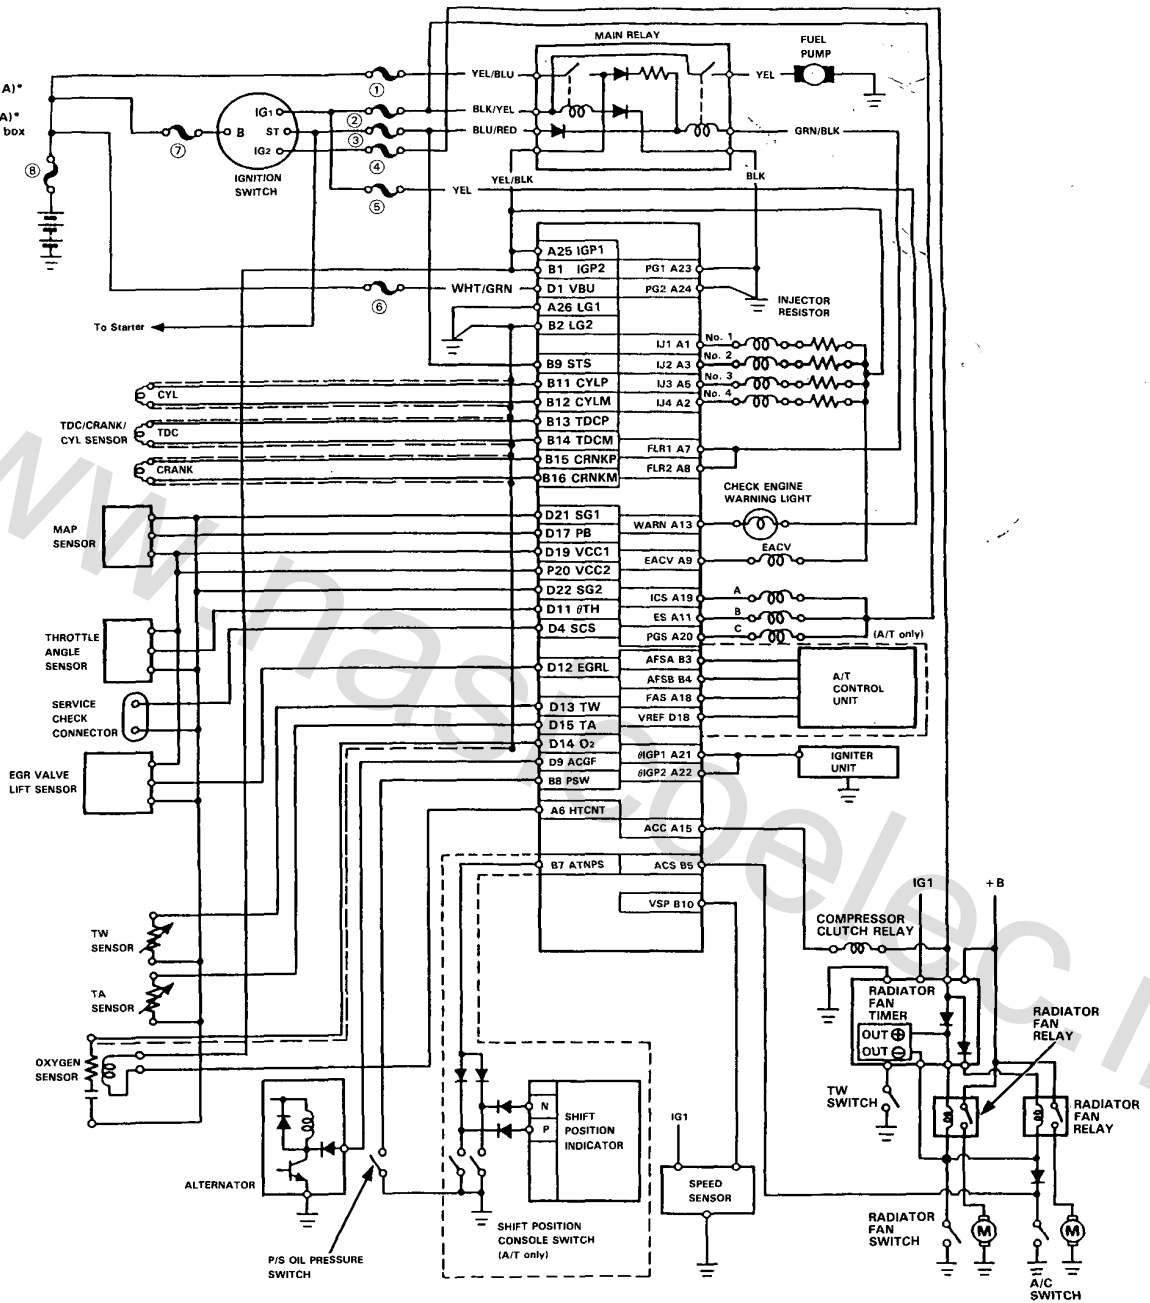 MAIN RELAY
FUEL
PUMP
A)*
A)*
box
YEL/BLU
YEL
①
IG1
BLK/YEL
②
B
ST
BLU/RED
③
GRN/BLK
⑦
IG2
④
⑧
IGNITION
SWITCH
YEL/BLK
BLK
YEL
⑤
A25 IGP1
B1 IGP2
PG1 A23
WHT/GRN
D1 VBU
PG2 A24
⑥
A26 LG1
INJECTOR
RESISTOR
To Starter
B2 LG2
IJ1 A1
No. 1
B9 STS
IJ2 A3
No. 2
CYL
B11 CYLP
IJ3 A5
No. 3
B12 CYLM
IJ4 A2
No. 4
TDC/CRANK/
CYL SENSOR
TDC
B13 TDCP
B14 TDCM
FLR1 A7
CRANK
B15 CRNKP
FLR2 A8
B16 CRNKM
CHECK ENGINE
WARNING LIGHT
MAP
SENSOR
D21 SG1
WARN A13
D17 PB
D19 VCC1
EACV A9
EACV
P20 VCC2
D22 SG2
ICS A19
A
D11 θTH
ES A11
B
THROTTLE
ANGLE
SENSOR
D4 SCS
PGS A20
C
(A/T only)
D12 EGRL
AFSA B3
AFSB B4
A/T
CONTROL
UNIT
SERVICE
CHECK
CONNECTOR
D13 TW
FAS A18
D15 TA
VREF D18
D14 O2
EGR VALVE
LIFT SENSOR
D9 ACGF
θIGP1 A21
IGNITER
UNIT
B8 PSW
θIGP2 A22
A6 HTCNT
ACC A15
B7 ATNPS
ACS B5
VSP B10
IG1
+B
COMPRESSOR
CLUTCH RELAY
TW
SENSOR
TA
SENSOR
RADIATOR
FAN
TIMER
OUT ⊕
OUT ⊖
RADIATOR
FAN
RELAY
OXYGEN
SENSOR
TW
SWITCH
RADIATOR
FAN
RELAY
N
P
SHIFT
POSITION
INDICATOR
IG1
ALTERNATOR
SPEED
SENSOR
P/S OIL PRESSURE
SWITCH
SHIFT POSITION
CONSOLE SWITCH
(A/T only)
RADIATOR
FAN
SWITCH
M
M
A/C
SWITCH
www.nasicoelec.